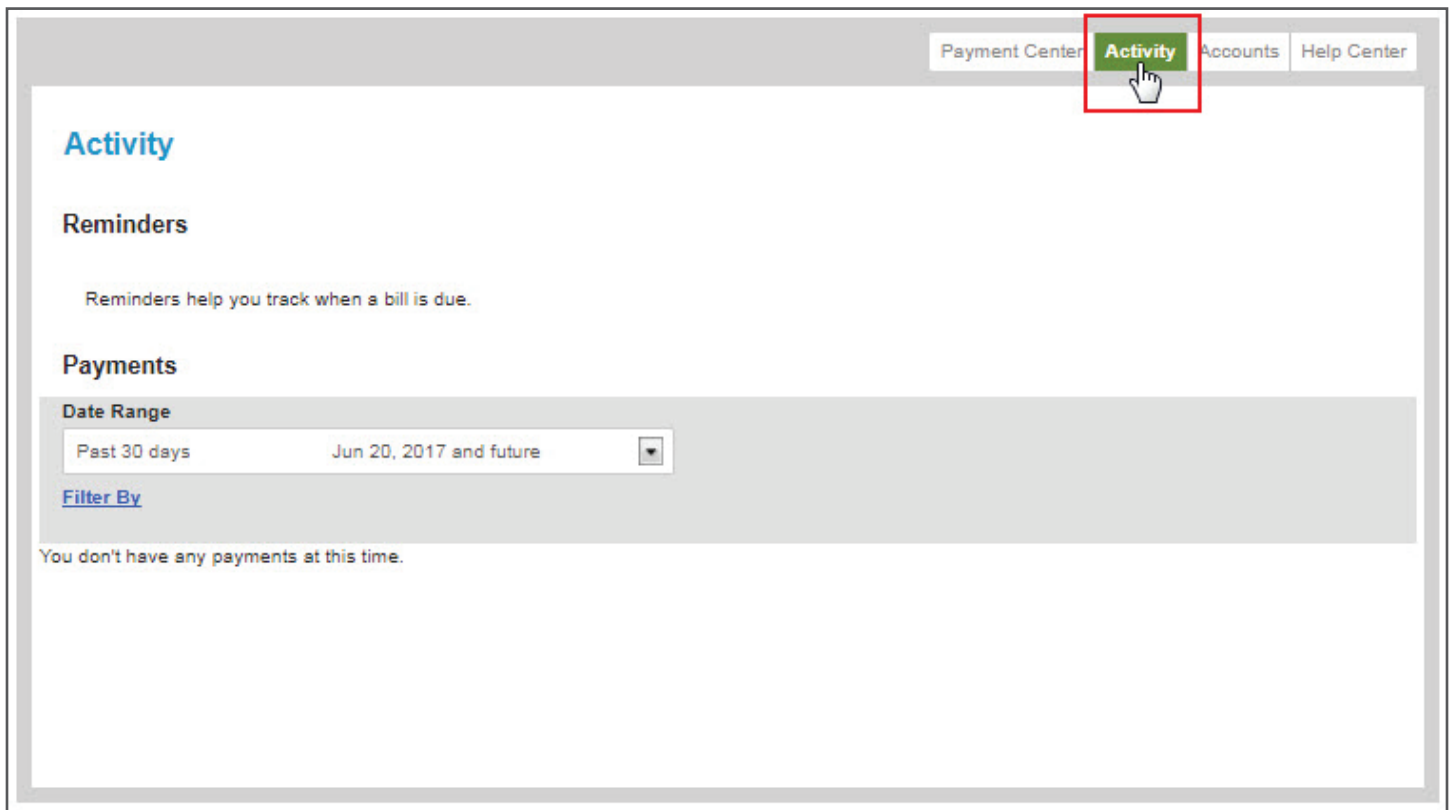 Payment Center Activity Accounts Help Center
Activity
Reminders
Reminders help you track when a bill is due.
Payments
Date Range
Past 30 days Jun 20, 2017 and future
Filter By
You don't have any payments at this time.